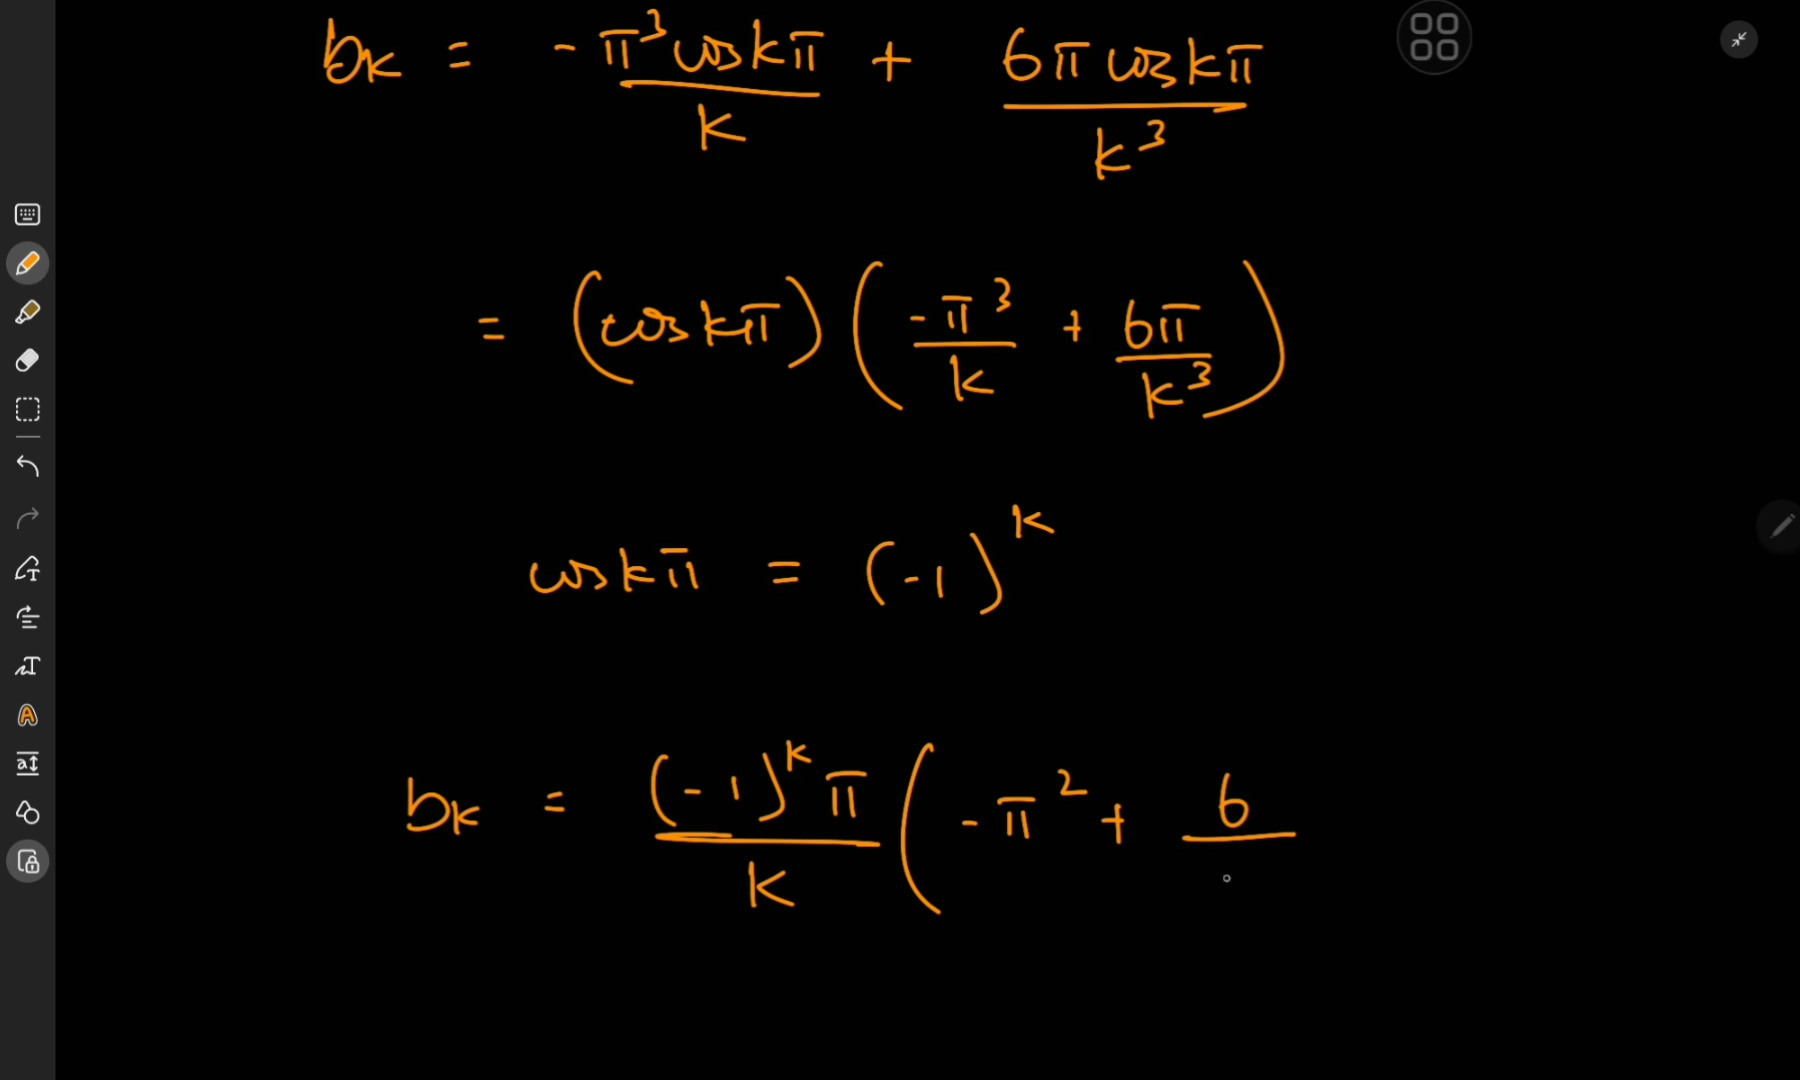 bₖ = - π³ cos kπ / k + 6π cos kπ / k³
= (cos kπ) ( -π³ / k + 6π / k³ )
cos kπ = (-1)ᵏ
bₖ = (-1)ᵏ π / k ( - π² + 6 /